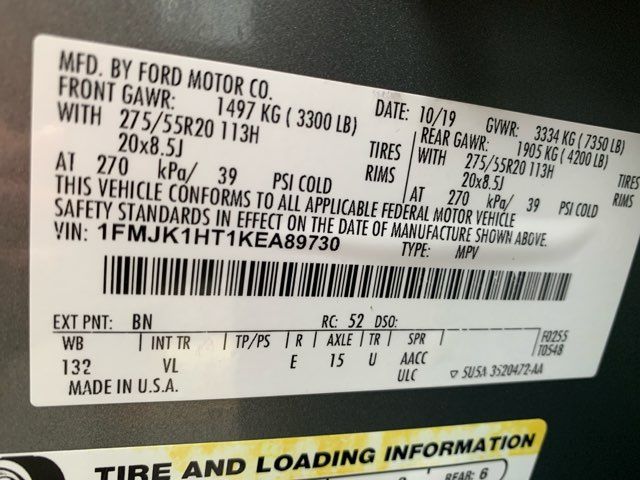 MFD. BY FORD MOTOR CO.
DATE: 10/19 GVWR: 3334 KG (7350 LB)
FRONT GAWR: 1497 KG (3300 LB) REAR GAWR: 1905 KG (4200 LB)
WITH 275/55R20 113H TIRES WITH 275/55R20 113H TIRES
20x8.5J RIMS 20x8.5J RIMS
AT 270 kPa/ 39 PSI COLD AT 270 kPa/ 39 PSI COLD
THIS VEHICLE CONFORMS TO ALL APPLICABLE FEDERAL MOTOR VEHICLE
SAFETY STANDARDS IN EFFECT ON THE DATE OF MANUFACTURE SHOWN ABOVE.
VIN: 1FMJK1HT1KEA89730 TYPE: MPV
EXT PNT: BN RC: 52 DSO: F0255
WB INT TR TP/PS R AXLE TR SPR T0548
132 VL E 15 U AACC
ULC
MADE IN U.S.A. ▽ 5U5A 3520472-AA
TIRE AND LOADING INFORMATION
REAR: 6